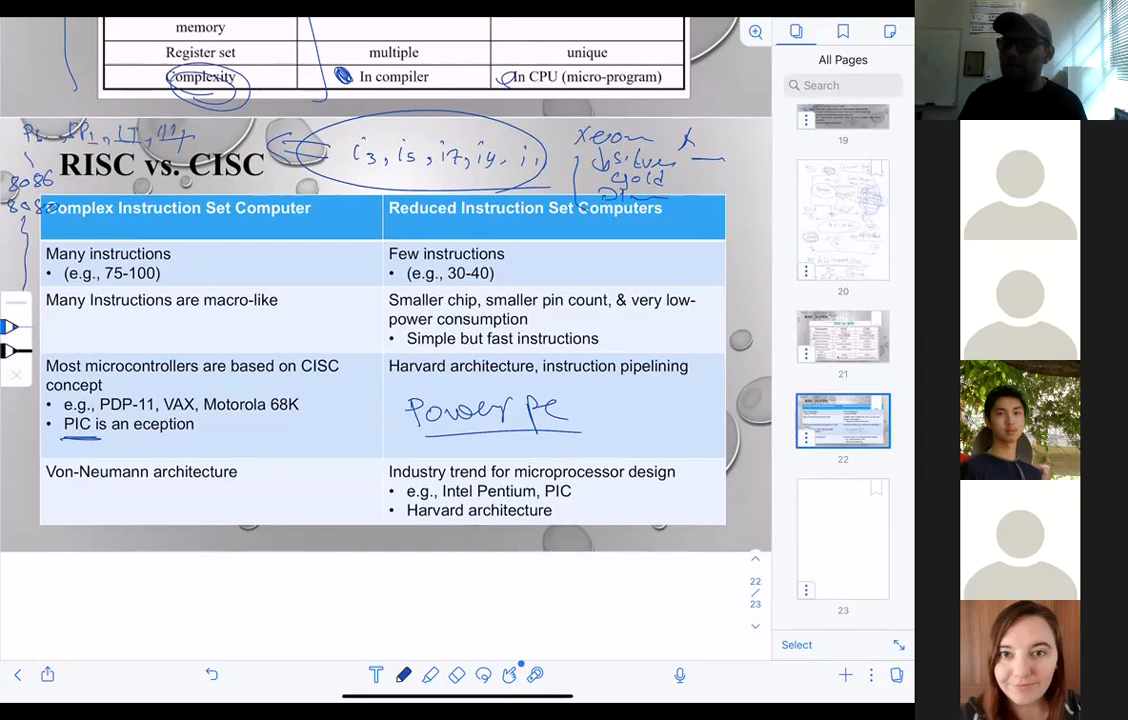 memory
Register set multiple unique
Complexity In compiler In CPU (micro-program)
RISC vs. CISC
i3, i5, i7, i9,
Xeon
Silver
Gold
8086
8080
Complex Instruction Set Computer
Reduced Instruction Set Computers
Many instructions
• (e.g., 75-100)
Few instructions
• (e.g., 30-40)
Many Instructions are macro-like
Smaller chip, smaller pin count, & very low-
power consumption
• Simple but fast instructions
Most microcontrollers are based on CISC
concept
• e.g., PDP-11, VAX, Motorola 68K
• PIC is an eception
Harvard architecture, instruction pipelining
Power PC
Von-Neumann architecture
Industry trend for microprocessor design
• e.g., Intel Pentium, PIC
• Harvard architecture
22
/
23
All Pages
Search
19
20
21
22
23
Select